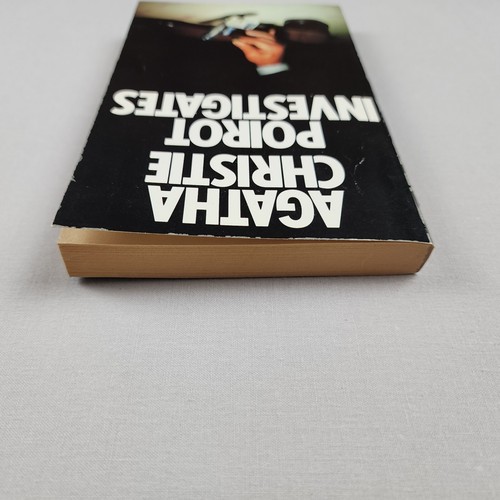 AGATHA
CHRISTIE
POIROT
INVESTIGATES